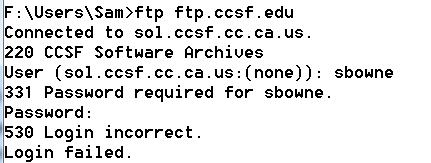 F:\Users\Sam>ftp ftp.ccsf.edu
Connected to sol.ccsf.cc.ca.us.
220 CCSF Software Archives
User (sol.ccsf.cc.ca.us:(none)): sbowne
331 Password required for sbowne.
Password:
530 Login incorrect.
Login failed.